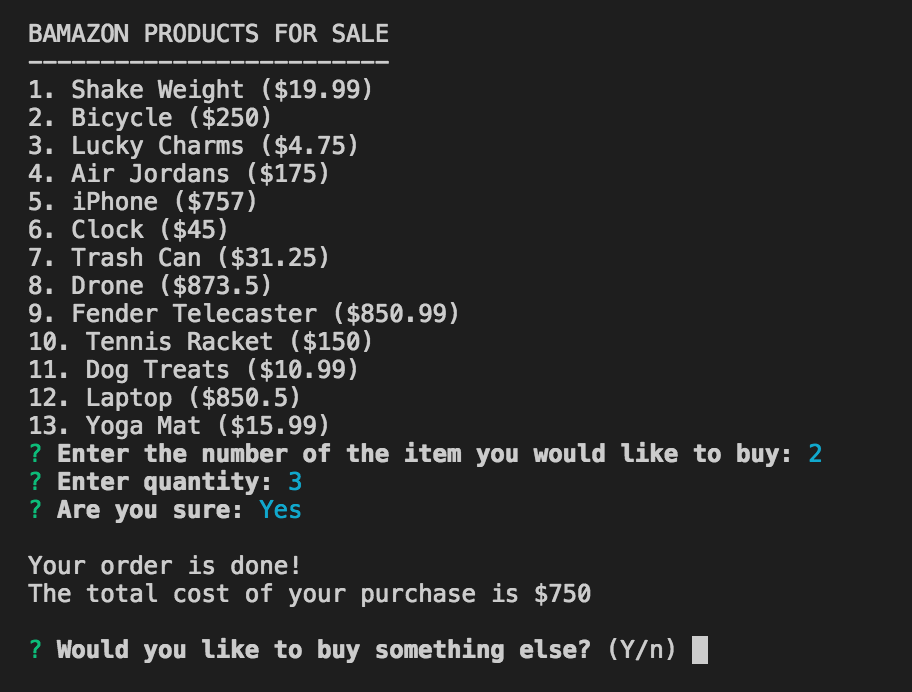 BAMAZON PRODUCTS FOR SALE
-------------------------
1. Shake Weight ($19.99)
2. Bicycle ($250)
3. Lucky Charms ($4.75)
4. Air Jordans ($175)
5. iPhone ($757)
6. Clock ($45)
7. Trash Can ($31.25)
8. Drone ($873.5)
9. Fender Telecaster ($850.99)
10. Tennis Racket ($150)
11. Dog Treats ($10.99)
12. Laptop ($850.5)
13. Yoga Mat ($15.99)
? Enter the number of the item you would like to buy: 2
? Enter quantity: 3
? Are you sure: Yes
Your order is done!
The total cost of your purchase is $750
? Would you like to buy something else? (Y/n)